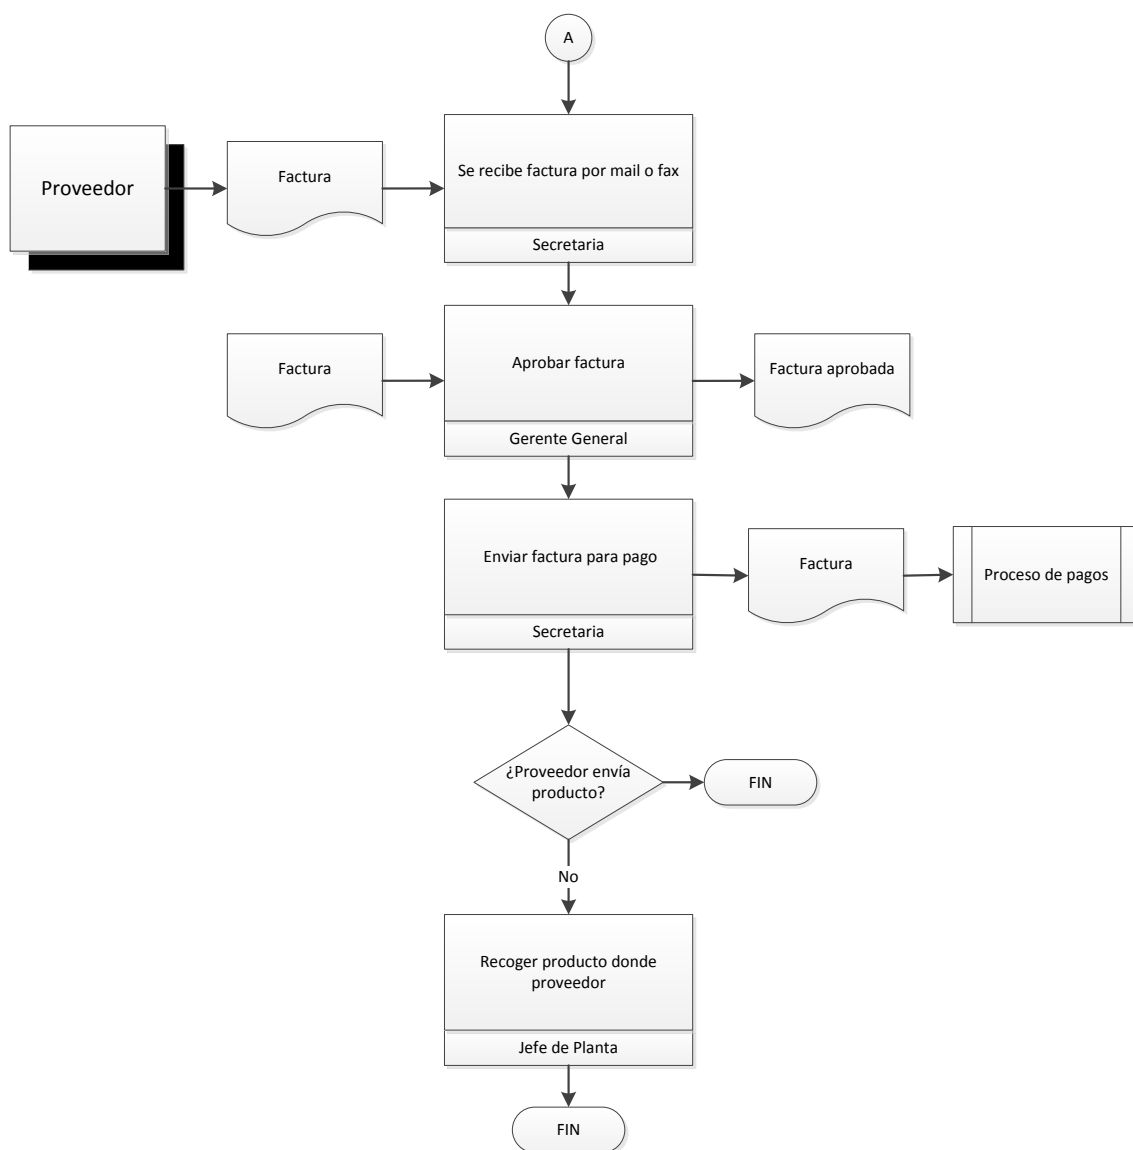 A
Proveedor
Factura
Se recibe factura por mail o fax
Secretaria
Factura
Aprobar factura
Factura aprobada
Gerente General
Enviar factura para pago
Factura
Proceso de pagos
Secretaria
¿Proveedor envía
producto?
FIN
No
Recoger producto donde
proveedor
Jefe de Planta
FIN